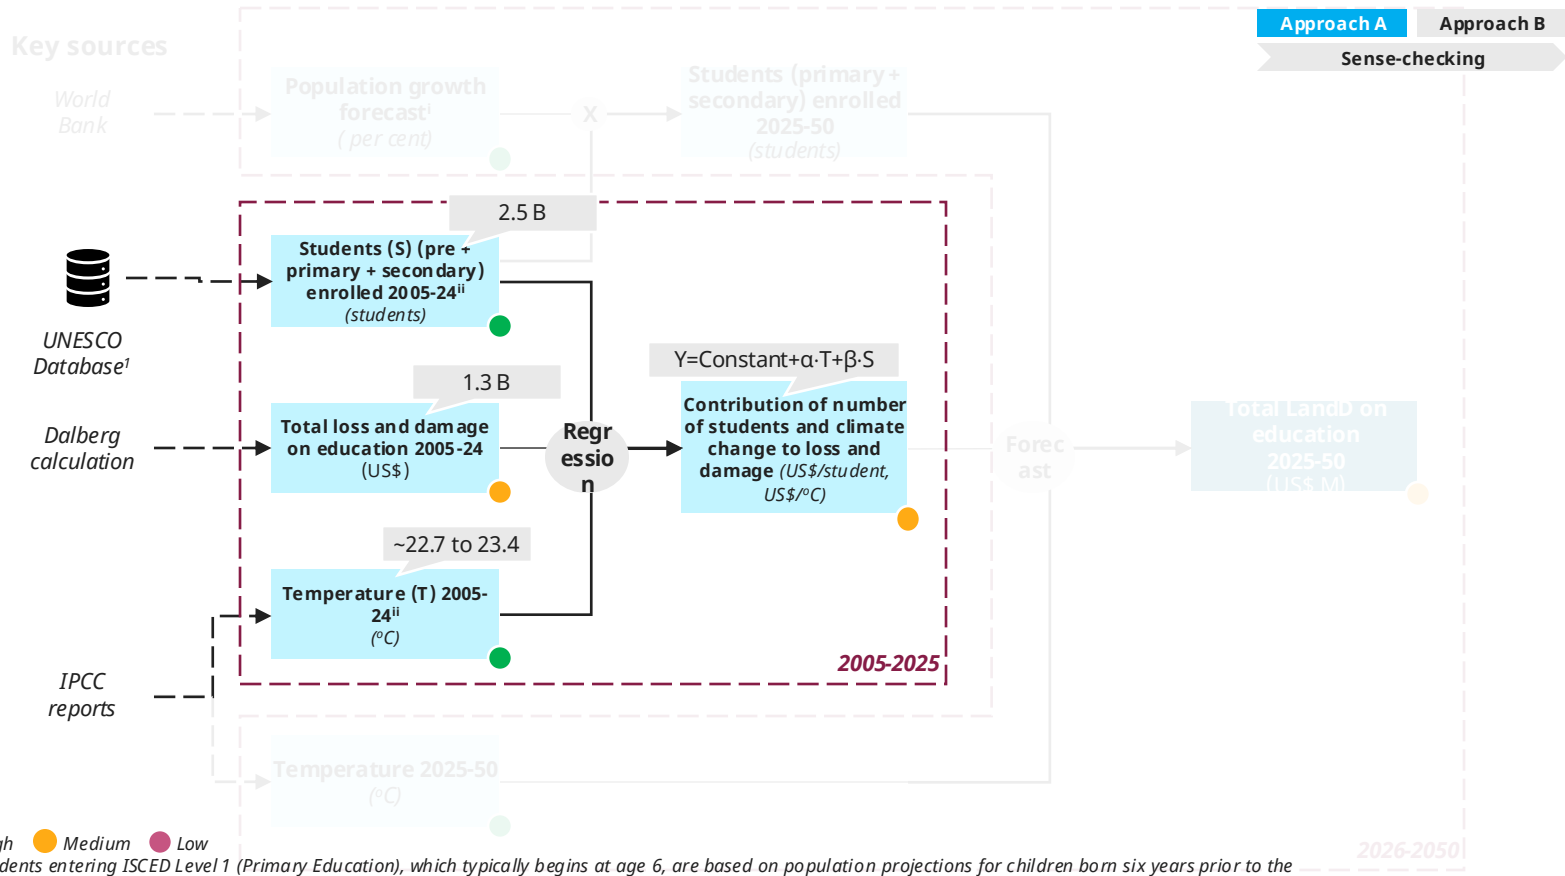 Approach A
Approach B
Sense-checking
Key sources
World
Bank
Population growth
forecastⁱ
( per cent)
X
Students (primary +
secondary) enrolled
2025-50
(students)
2.5 B
Students (S) (pre +
primary + secondary)
enrolled 2005-24ⁱⁱ
(students)
UNESCO
Database¹
Y=Constant+α·T+β·S
1.3 B
Total loss and damage
on education 2005-24
(US$)
Dalberg
calculation
Regr
essio
n
Contribution of number
of students and climate
change to loss and
damage (US$/student,
US$/ºC)
Forec
ast
Total LandD on
education
2025-50
(US$ M)
~22.7 to 23.4
Temperature (T) 2005-
24ⁱⁱ
(ºC)
2005-2025
IPCC
reports
Temperature 2025-50
(ºC)
2026-2050
gh
Medium
Low
dents entering ISCED Level 1 (Primary Education), which typically begins at age 6, are based on population projections for children born six years prior to the